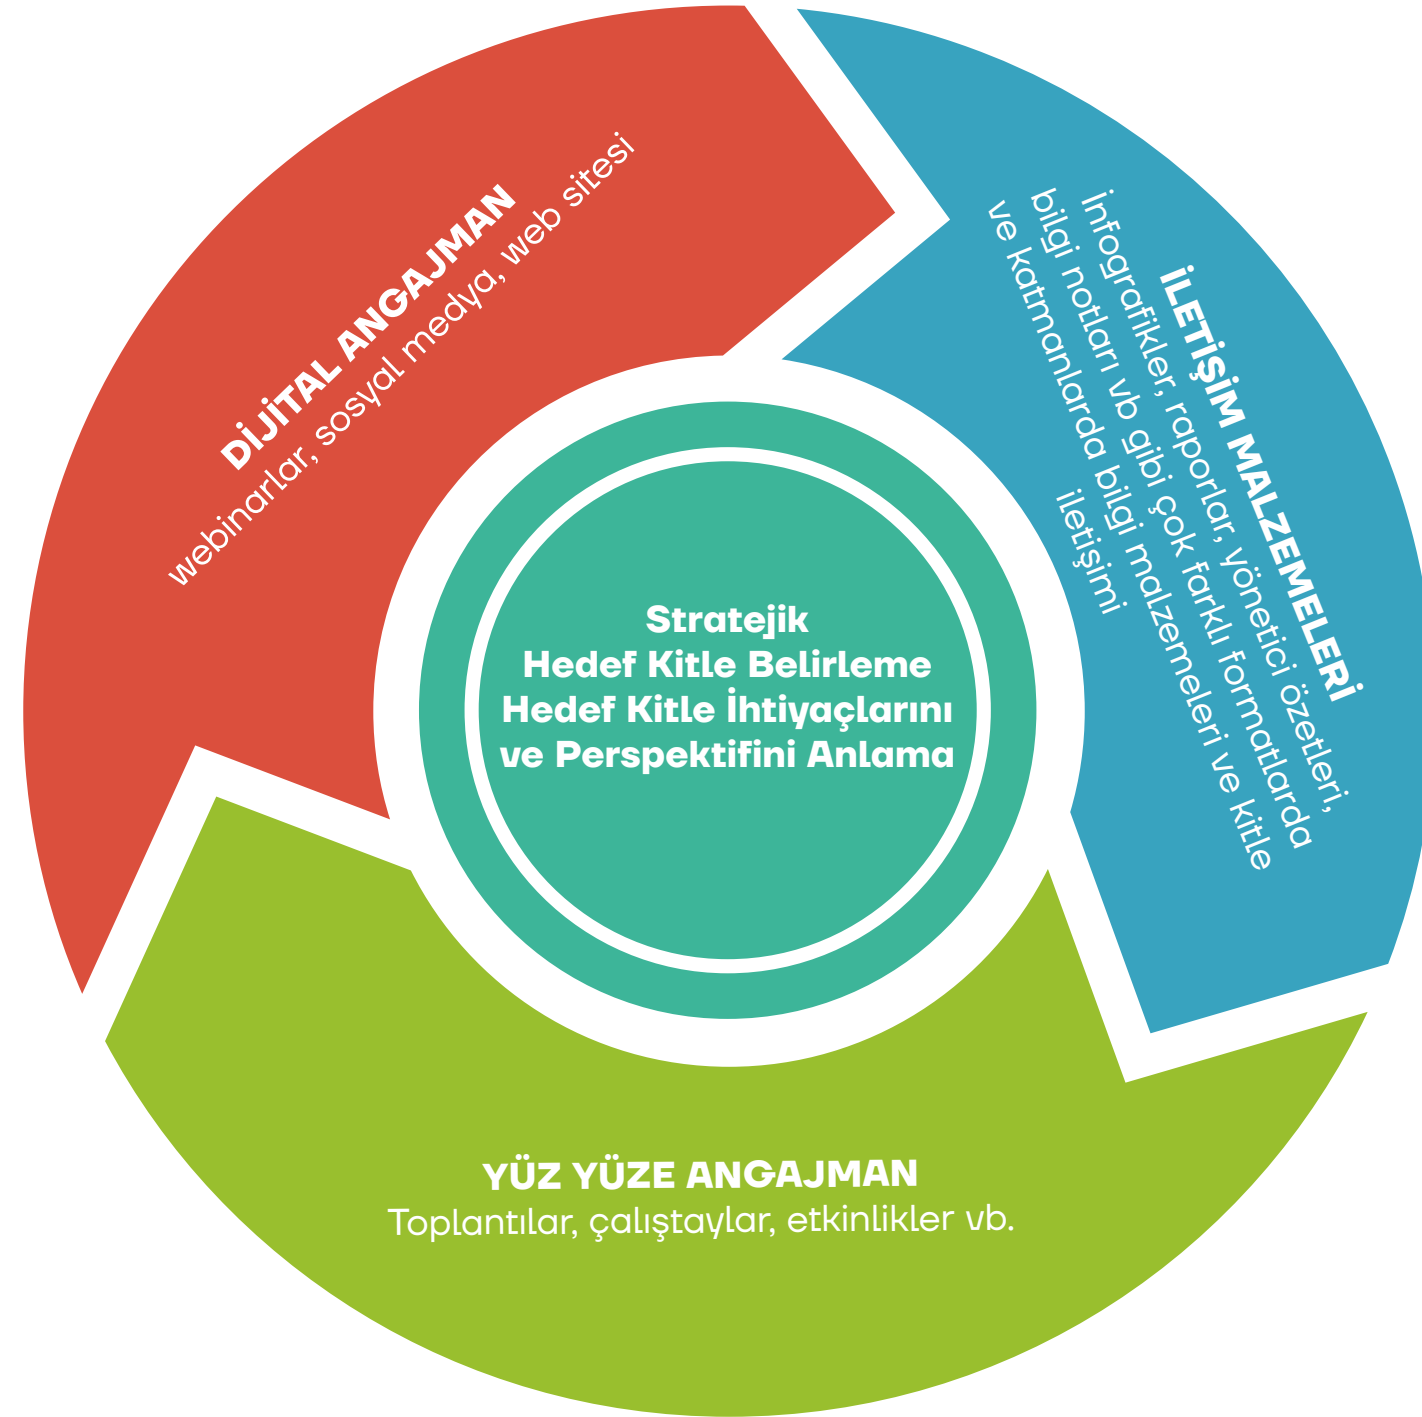 DİJİTAL ANGAJMAN
webinarlar, sosyal medya, web sitesi
İLETİŞİM MALZEMELERİ
İnfografikler, raporlar, yönetici özetleri,
bilgi notları vb gibi çok farklı formatlarda
ve katmanlarda bilgi malzemeleri ve kitle
iletişimi
Stratejik
Hedef Kitle Belirleme
Hedef Kitle İhtiyaçlarını
ve Perspektifini Anlama
YÜZ YÜZE ANGAJMAN
Toplantılar, çalıştaylar, etkinlikler vb.